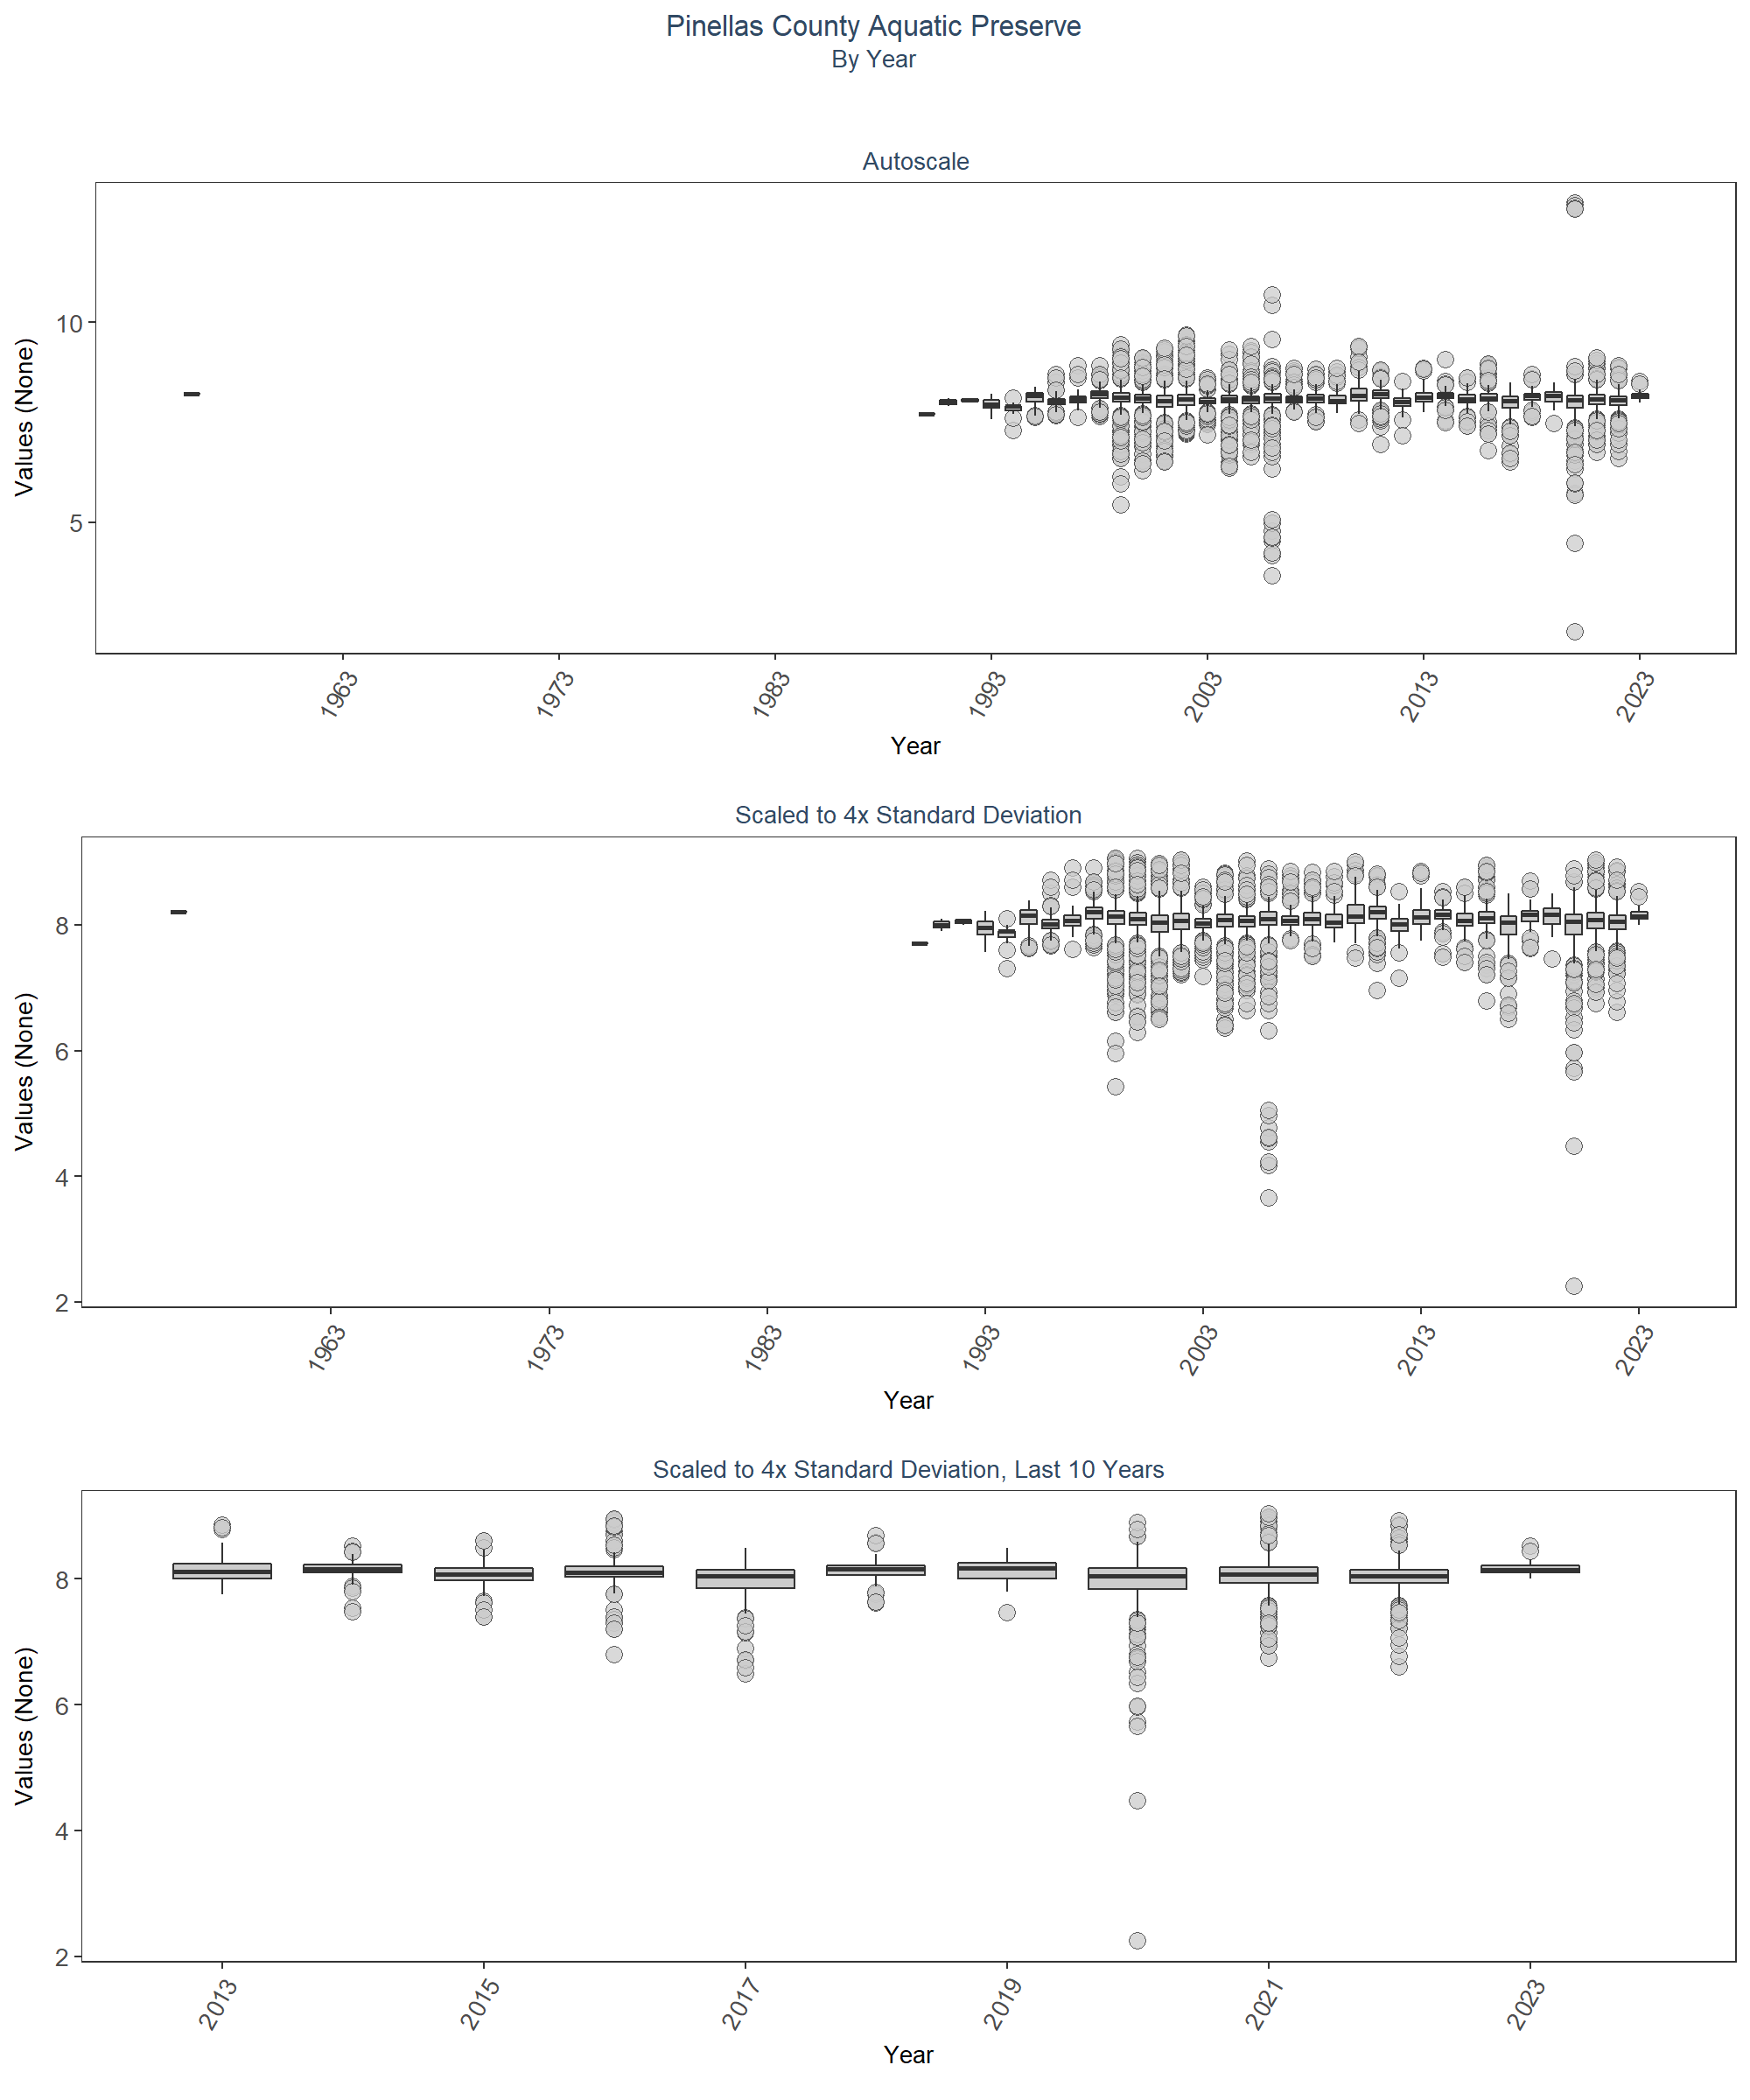 Pinellas County Aquatic Preserve
By Year
Autoscale
Values (None)
10
5
1963 1973 1983 1993 2003 2013 2023
Year
Scaled to 4x Standard Deviation
Values (None)
8
6
4
2
1963 1973 1983 1993 2003 2013 2023
Year
Scaled to 4x Standard Deviation, Last 10 Years
Values (None)
8
6
4
2
2013 2015 2017 2019 2021 2023
Year